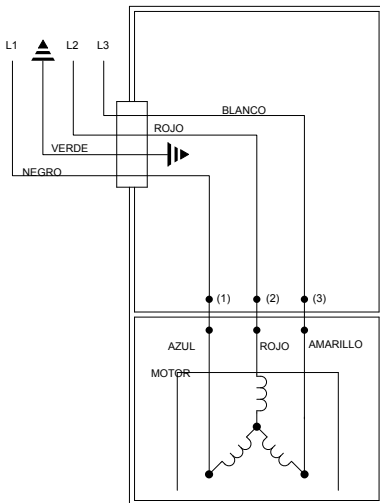 L1 L2 L3
BLANCO
ROJO
VERDE
NEGRO
(1) (2) (3)
AZUL ROJO AMARILLO
MOTOR